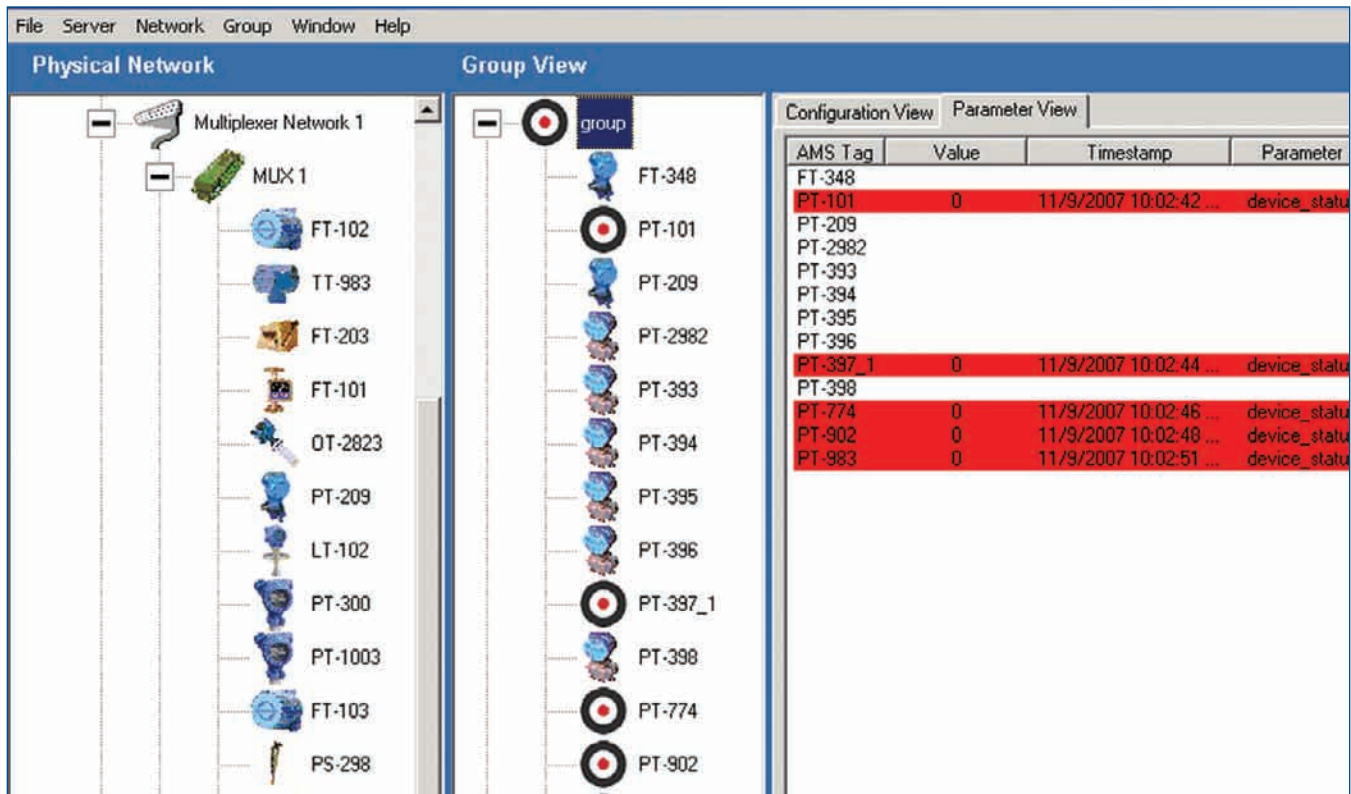 File Server Network Group Window Help
Physical Network
Group View
Multiplexer Network 1
MUX 1
FT-102
TT-983
FT-203
FT-101
OT-2823
PT-209
LT-102
PT-300
PT-1003
FT-103
PS-298
group
FT-348
PT-101
PT-209
PT-2982
PT-393
PT-394
PT-395
PT-396
PT-397_1
PT-398
PT-774
PT-902
Configuration View Parameter View
AMS Tag Value Timestamp Parameter
FT-348
PT-101 0 11/9/2007 10:02:42 ... device_statu
PT-209
PT-2982
PT-393
PT-394
PT-395
PT-396
PT-397_1 0 11/9/2007 10:02:44 ... device_statu
PT-398
PT-774 0 11/9/2007 10:02:46 ... device_statu
PT-902 0 11/9/2007 10:02:48 ... device_statu
PT-983 0 11/9/2007 10:02:51 ... device_statu